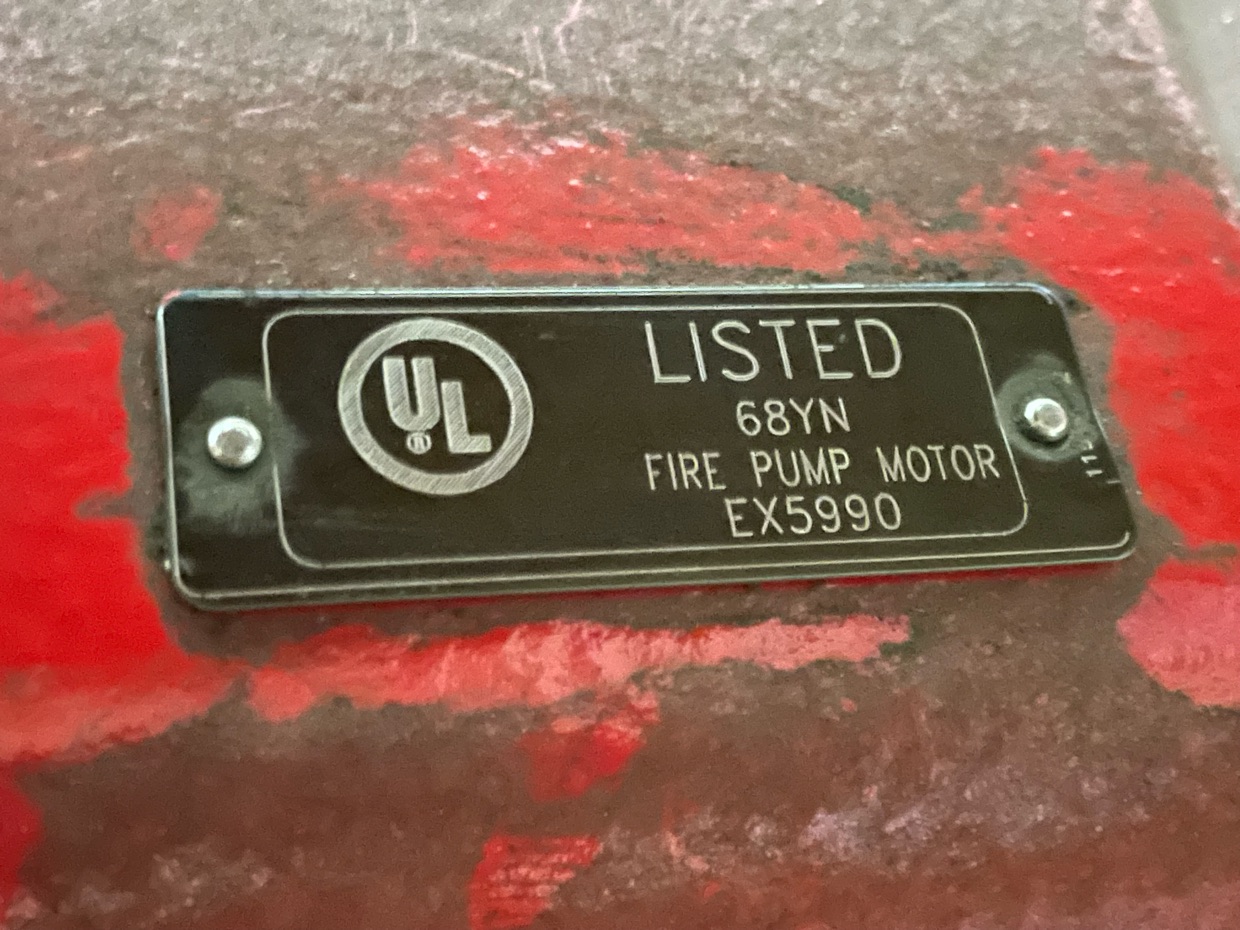 UL
®
LISTED
68YN
FIRE PUMP MOTOR
EX5990